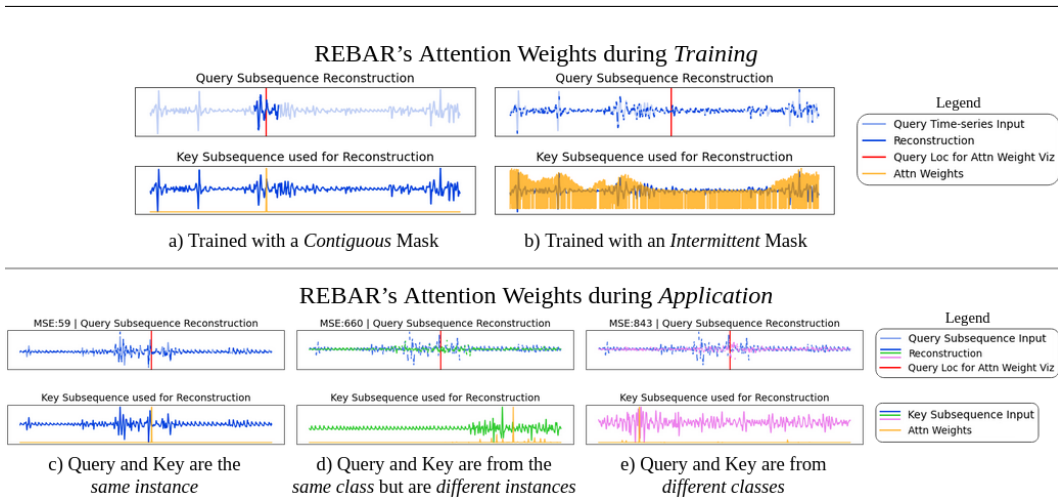 REBAR's Attention Weights during Training
Query Subsequence Reconstruction
Query Subsequence Reconstruction
Key Subsequence used for Reconstruction
Key Subsequence used for Reconstruction
a) Trained with a Contiguous Mask
b) Trained with an Intermittent Mask
Legend
Query Time-series Input
Reconstruction
Query Loc for Attn Weight Viz
Attn Weights
REBAR's Attention Weights during Application
MSE:59 | Query Subsequence Reconstruction
MSE:660 | Query Subsequence Reconstruction
MSE:843 | Query Subsequence Reconstruction
Legend
Query Subsequence Input
Reconstruction
Query Loc for Attn Weight Viz
Key Subsequence used for Reconstruction
Key Subsequence used for Reconstruction
Key Subsequence used for Reconstruction
Key Subsequence Input
Attn Weights
c) Query and Key are the
same instance
d) Query and Key are from the
same class but are different instances
e) Query and Key are from
different classes